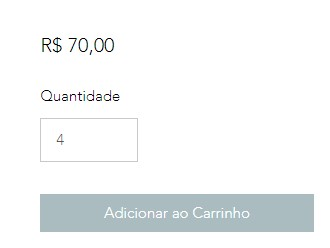 R$ 70,00
Quantidade
4
Adicionar ao Carrinho